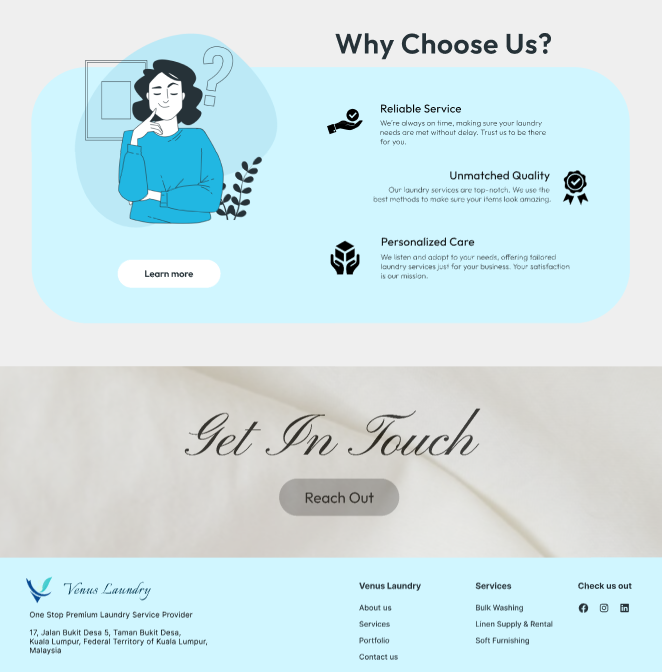 Why Choose Us?
?
Reliable Service
We're always on time, making sure your laundry
needs are met without delay. Trust us to be there
for you.
Unmatched Quality
Our laundry services are top-notch. We use the
best methods to make sure your items look amazing.
Personalized Care
We listen and adapt to your needs, offering tailored
laundry services just for your business. Your satisfaction
is our mission.
Learn more
Get In Touch
Reach Out
Venus Laundry
One Stop Premium Laundry Service Provider
17, Jalan Bukit Desa 5, Taman Bukit Desa,
Kuala Lumpur, Federal Territory of Kuala Lumpur,
Malaysia
Venus Laundry
About us
Services
Portfolio
Contact us
Services
Bulk Washing
Linen Supply & Rental
Soft Furnishing
Check us out